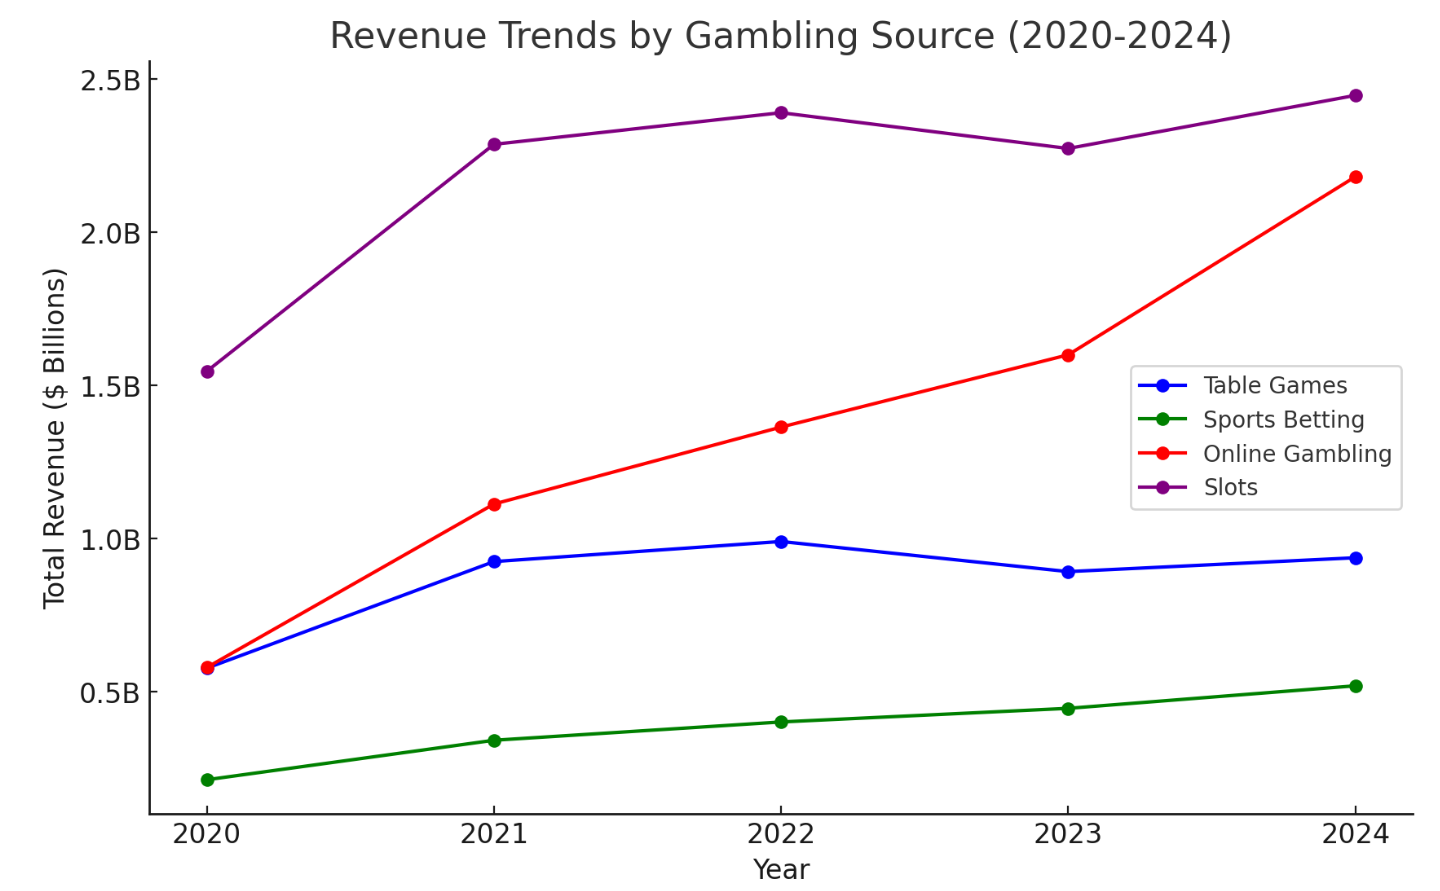 Revenue Trends by Gambling Source (2020-2024)
2.5B
2.0B
1.5B
1.0B
0.5B
Total Revenue ($ Billions)
Table Games
Sports Betting
Online Gambling
Slots
2020 2021 2022 2023 2024
Year